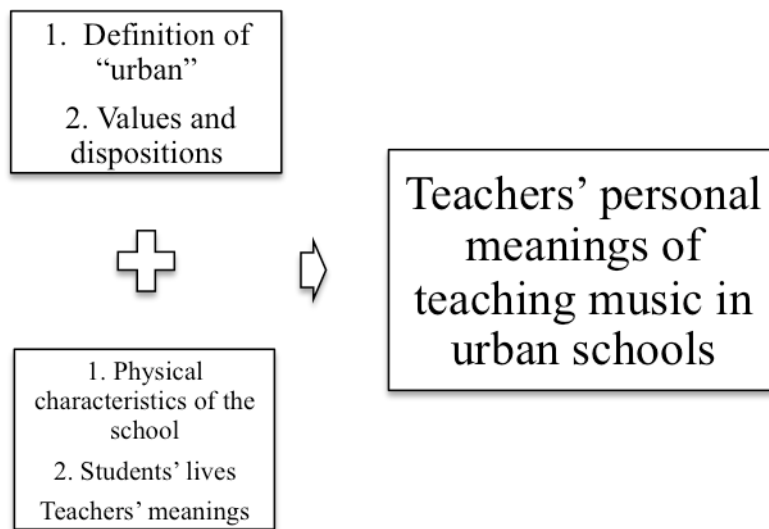 1. Definition of
“urban”
2. Values and
dispositions
Teachers’ personal
meanings of
teaching music in
urban schools
1. Physical
characteristics of the
school
2. Students’ lives
Teachers’ meanings